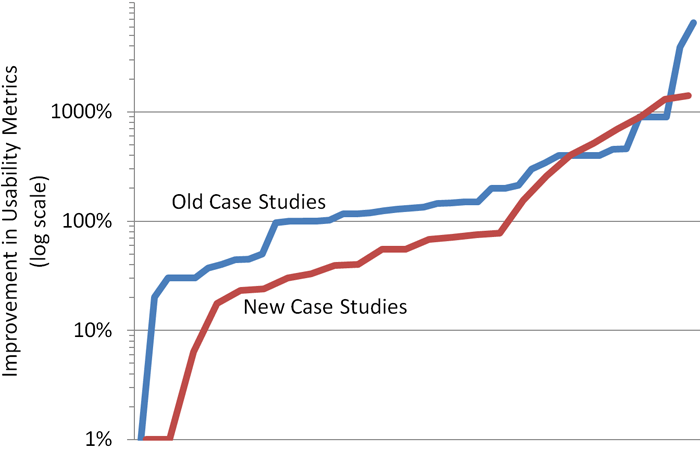 Improvement in Usability Metrics
(log scale)
1000%
100%
10%
1%
Old Case Studies
New Case Studies